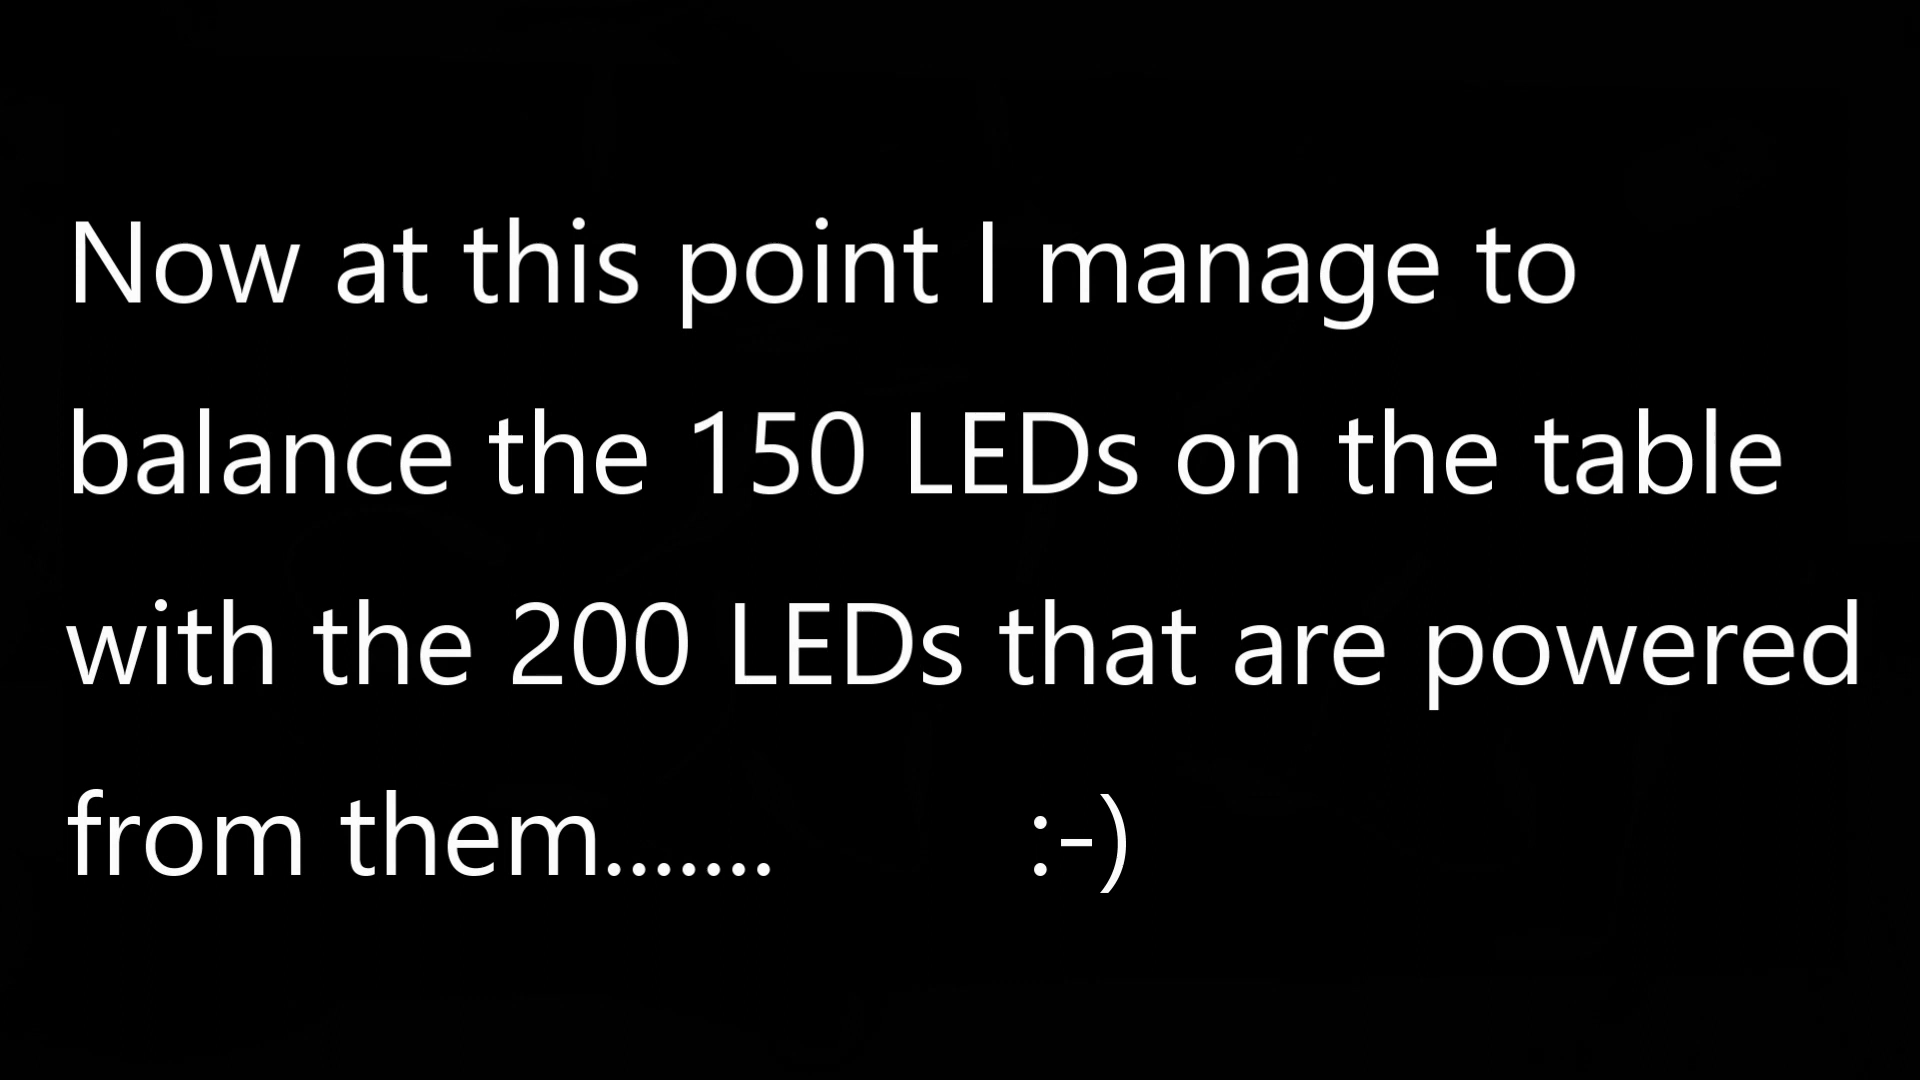 Now at this point I manage to
balance the 150 LEDs on the table
with the 200 LEDs that are powered
from them....... :-)